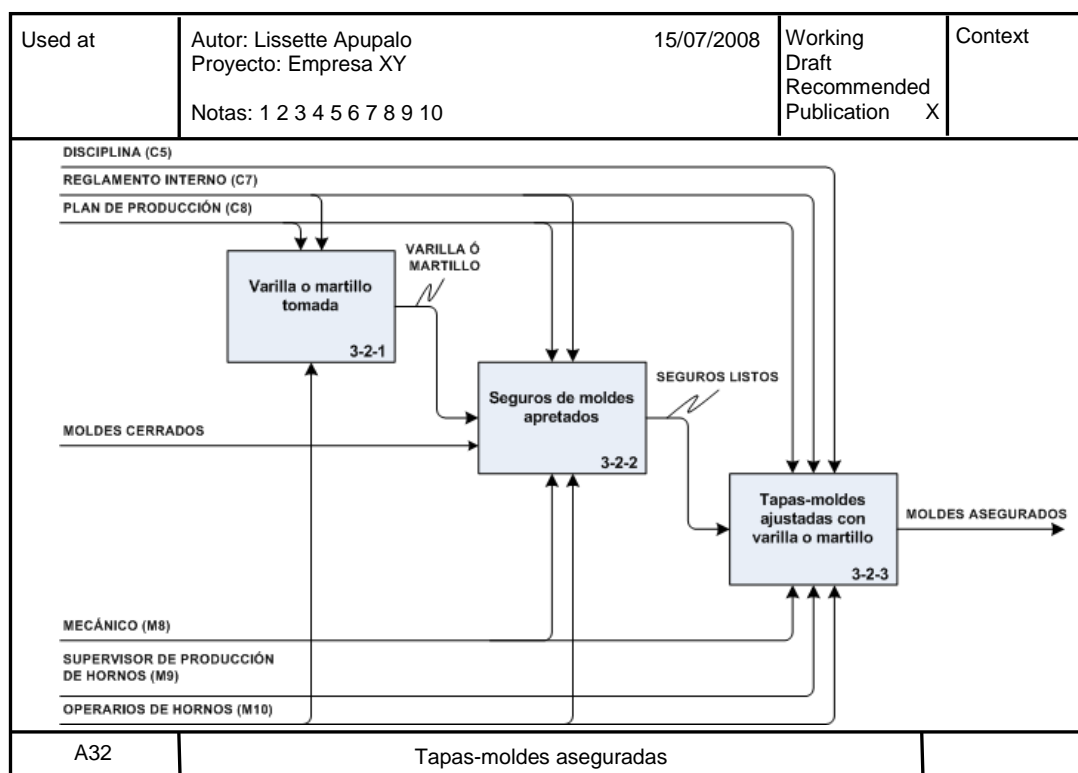 Used at
Autor: Lissette Apupalo
15/07/2008
Proyecto: Empresa XY
Notas: 1 2 3 4 5 6 7 8 9 10
Working
Draft
Recommended
Publication X
Context
DISCIPLINA (C5)
REGLAMENTO INTERNO (C7)
PLAN DE PRODUCCIÓN (C8)
VARILLA Ó
MARTILLO
Varilla o martillo
tomada
3-2-1
SEGUROS LISTOS
Seguros de moldes
apretados
3-2-2
MOLDES CERRADOS
Tapas-moldes
ajustadas con
varilla o martillo
3-2-3
MOLDES ASEGURADOS
MECÁNICO (M8)
SUPERVISOR DE PRODUCCIÓN
DE HORNOS (M9)
OPERARIOS DE HORNOS (M10)
A32
Tapas-moldes aseguradas